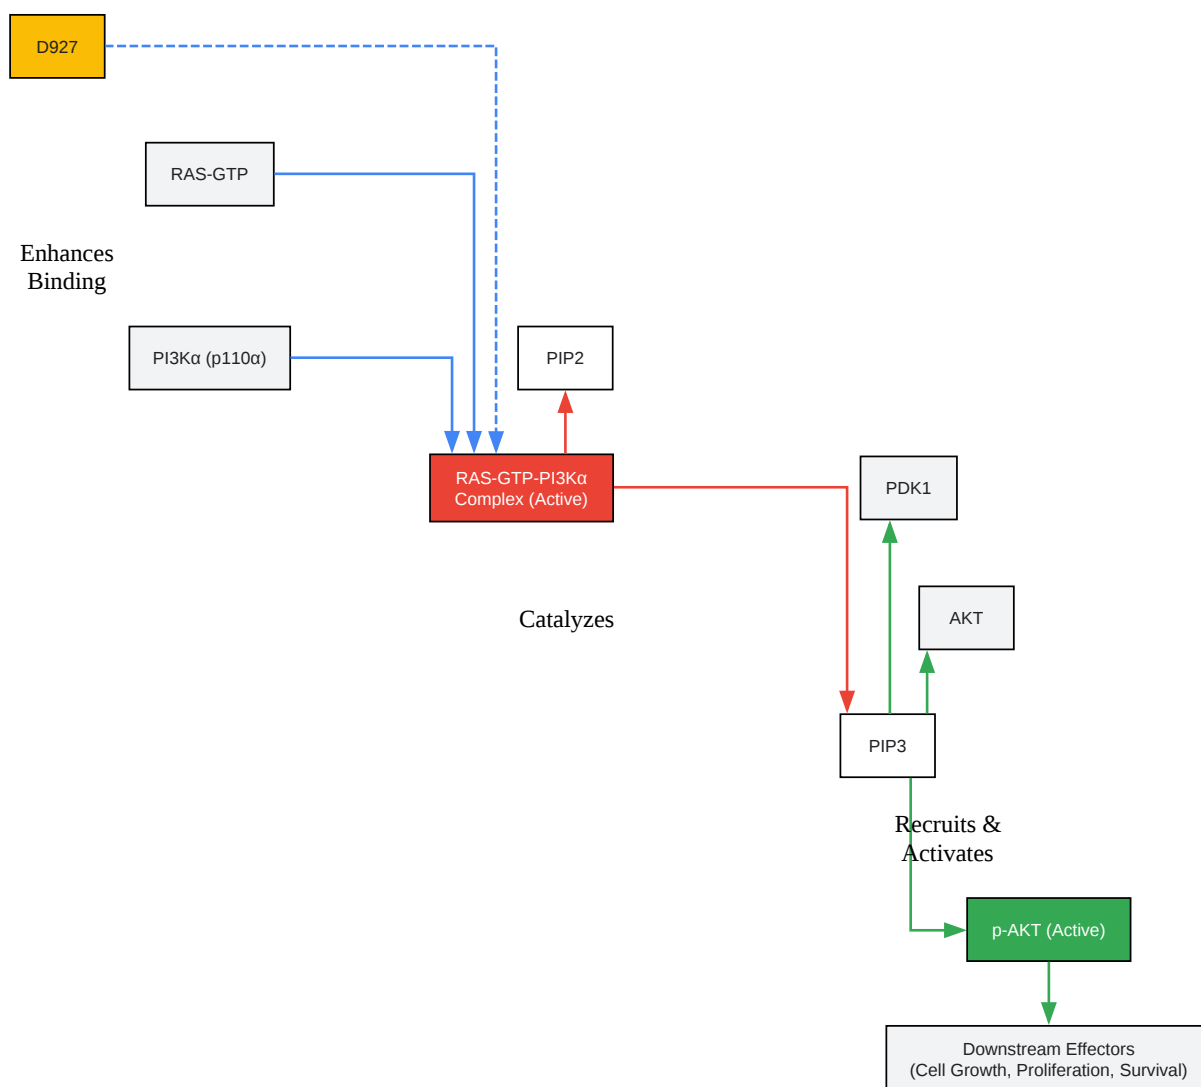 D927
RAS-GTP
Enhances
Binding
PI3Kα (p110α)
PIP2
RAS-GTP-PI3Kα
Complex (Active)
PDK1
Catalyzes
AKT
PIP3
Recruits &
Activates
p-AKT (Active)
Downstream Effectors
(Cell Growth, Proliferation, Survival)